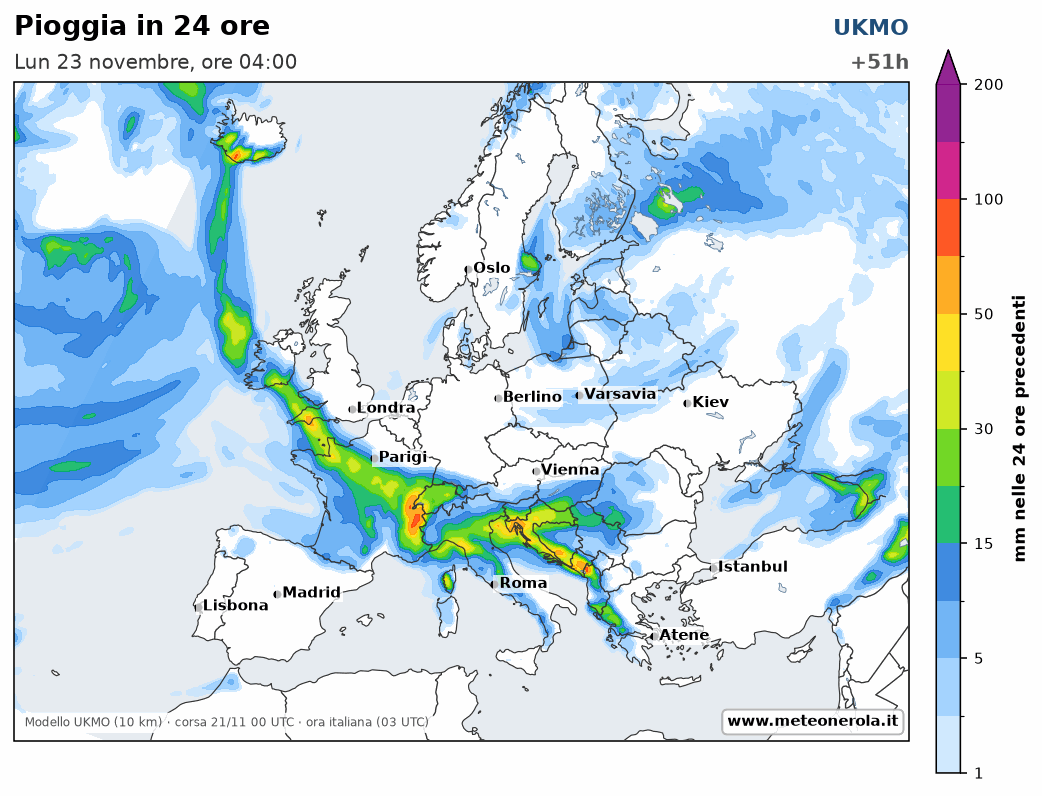 Pioggia in 24 ore
UKMO
Lun 23 novembre, ore 04:00
+51h
200
100
50
30
15
5
1
mm nelle 24 ore precedenti
Oslo
Londra
Berlino
Varsavia
Kiev
Parigi
Vienna
Istanbul
Roma
Madrid
Lisbona
Atene
Modello UKMO (10 km) · corsa 21/11 00 UTC · ora italiana (03 UTC)
www.meteonerola.it